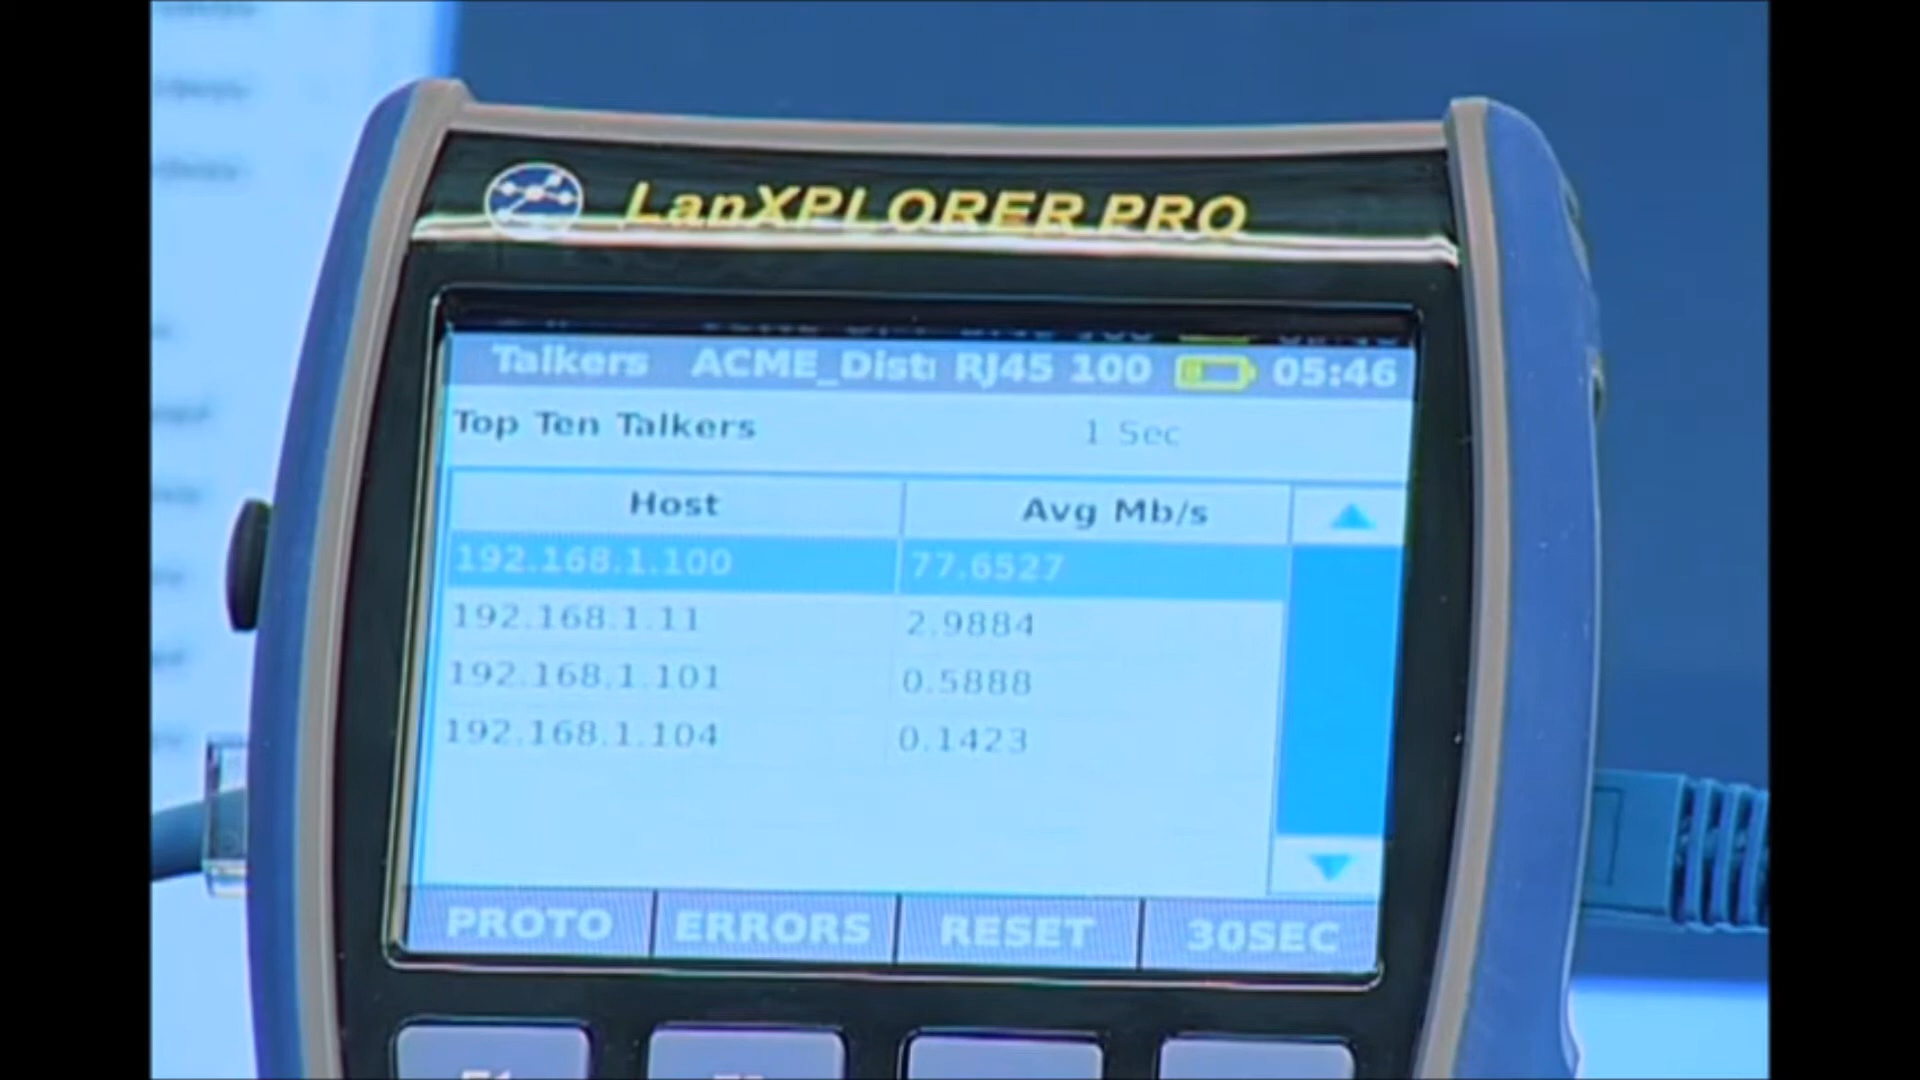 LanXPLORER PRO
Talkers ACME_Dist RJ45 100 05:46
Top Ten Talkers 1 Sec
Host Avg Mb/s
192.168.1.100 77.6527
192.168.1.11 2.9884
192.168.1.101 0.5888
192.168.1.104 0.1423
PROTO ERRORS RESET 30SEC